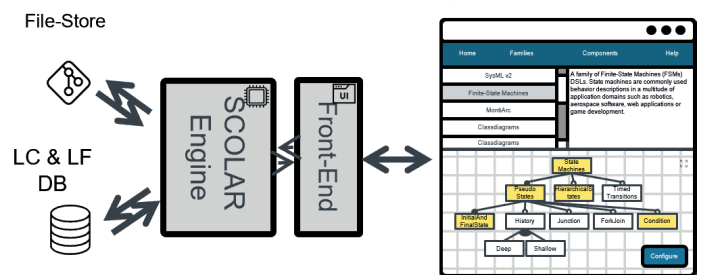 File-Store
LC & LF
DB
SCOLAR
Engine
UI
Front-End
Home Families Components Help
SysML v2
Finite-State Machines
MontiArc
Classdiagrams
Classdiagrams
A family of Finite-State Machines (FSMs)
DSLs. State machines are commonly used
behavior descriptions in a multitude of
application domains such as robotics,
aerospace software, web applications or
game development.
State
Machines
Pseudo
States
HierarchicalS
tates
Timed
Transitions
InitialAnd
FinalState
History
Junction
ForkJoin
Condition
Deep
Shallow
Configure